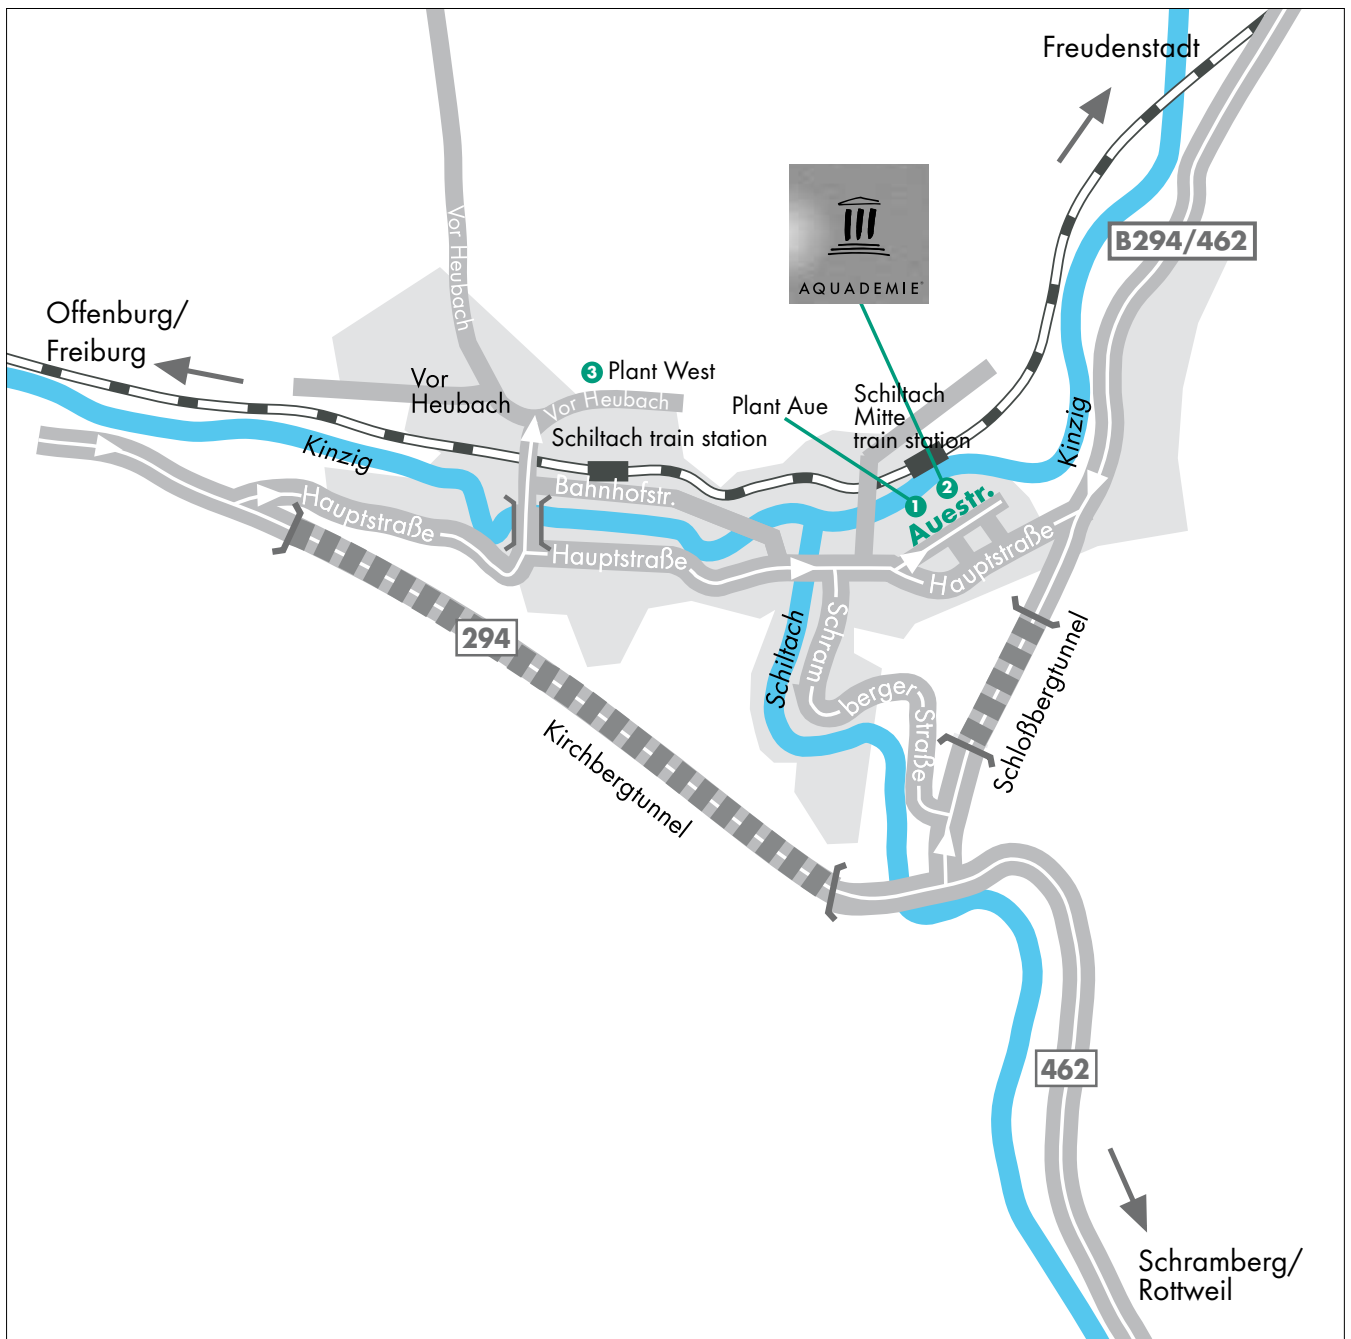 Freudenstadt
B294/462
AQUADEMIE
Vor Heubach
Offenburg/
Freiburg
3 Plant West
Vor
Heubach
Vor Heubach
Plant Aue
Schiltach
Mitte
train station
Schiltach train station
Kinzig
Kinzig
Bahnhofstr.
1
2
Auestr.
Hauptstraße
Hauptstraße
Hauptstraße
294
Schiltach
Schram
berger
Straße
Schloßbergtunnel
Kirchbergtunnel
462
Schramberg/
Rottweil